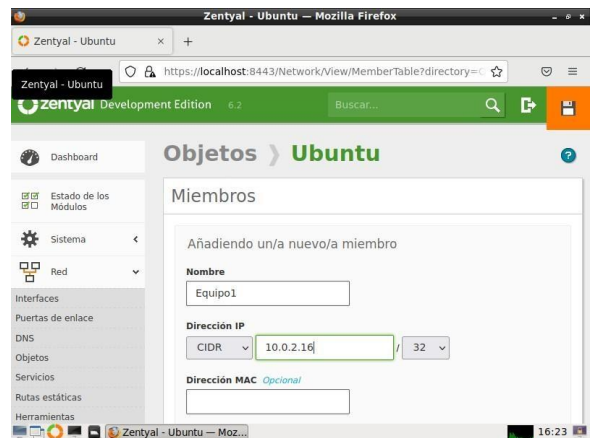 Zentyal - Ubuntu — Mozilla Firefox
Zentyal - Ubuntu × +
https://localhost:8443/Network/View/MemberTable?directory=
Zentyal - Ubuntu
zentyal Development Edition 6.2 Buscar...
Dashboard
Estado de los
Módulos
Sistema
Red
Interfaces
Puertas de enlace
DNS
Objetos
Servicios
Rutas estáticas
Herramientas
Objetos Ubuntu
?
Miembros
Añadiendo un/a nuevo/a miembro
Nombre
Equipo1
Dirección IP
CIDR 10.0.2.16 / 32
Dirección MAC Opcional
Zentyal - Ubuntu — Moz...
16:23